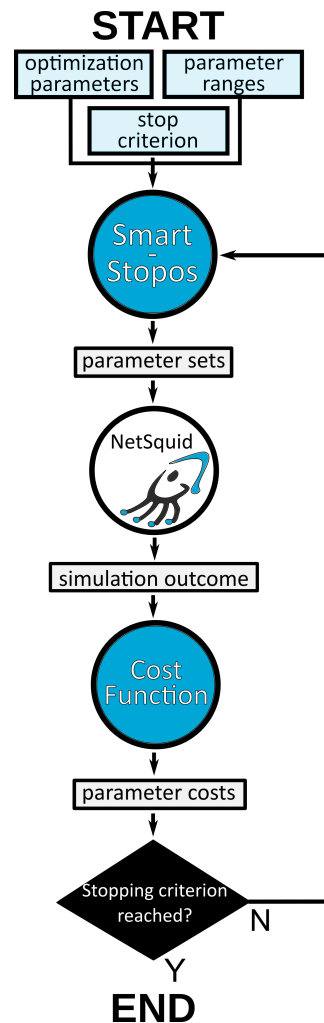 START
optimization
parameters
parameter
ranges
stop
criterion
Smart
-
Stopos
parameter sets
NetSquid
simulation outcome
Cost
Function
parameter costs
Stopping criterion
reached?
N
Y
END